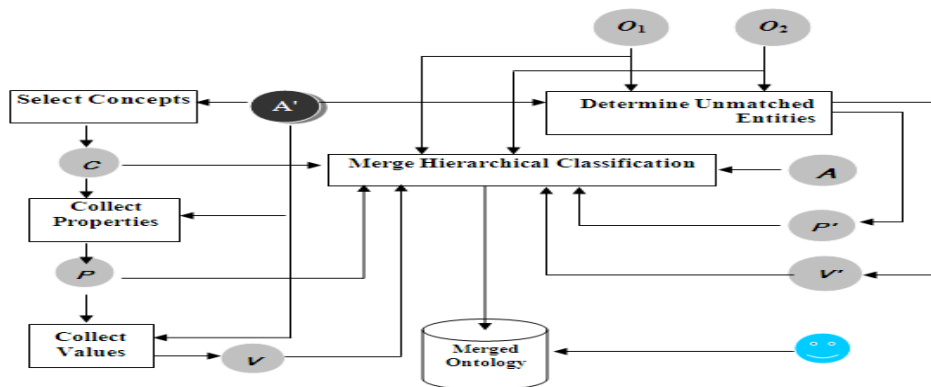 O1
O2
Select Concepts
A'
Determine Unmatched
Entities
C
Merge Hierarchical Classification
A
Collect
Properties
P'
P
V'
Collect
Values
V
Merged
Ontology